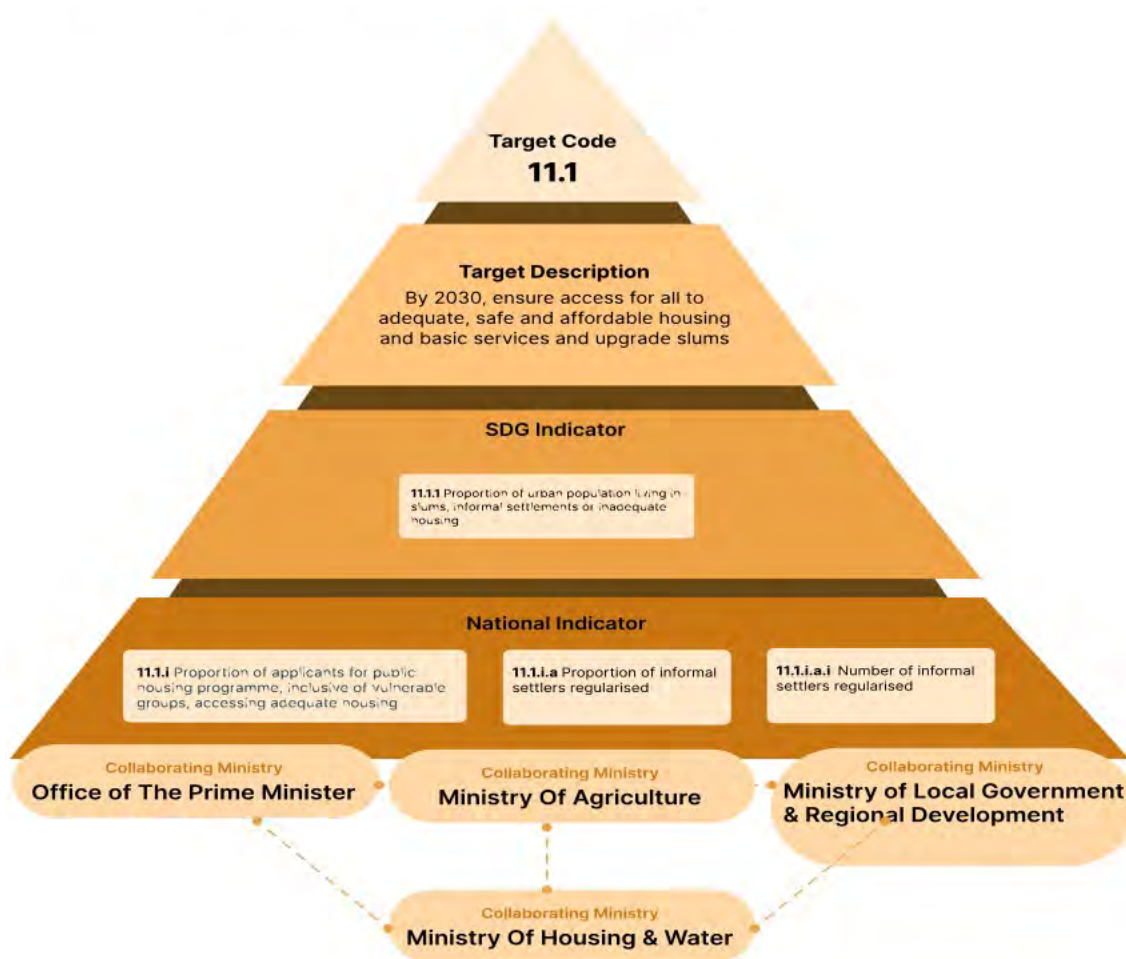 Target Code
11.1
Target Description
By 2030, ensure access for all to
adequate, safe and affordable housing
and basic services and upgrade slums
SDG Indicator
11.1.1 Proportion of urban population living in
slums, informal settlements or inadequate
housing
National Indicator
11.1.i Proportion of applicants for public
housing programme, inclusive of vulnerable
groups, accessing adequate housing
11.1.i.a Proportion of informal
settlers regularised
11.1.i.a.i Number of informal
settlers regularised
Collaborating Ministry
Office of The Prime Minister
Collaborating Ministry
Ministry Of Agriculture
Collaborating Ministry
Ministry of Local Government
& Regional Development
Collaborating Ministry
Ministry Of Housing & Water